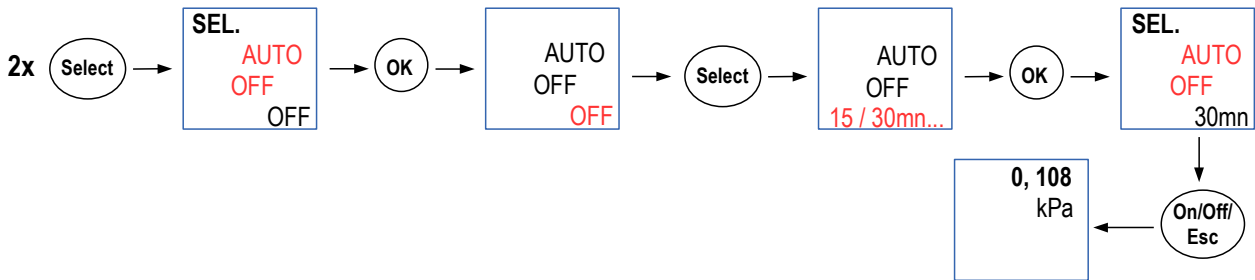 2x
Select
SEL.
AUTO
OFF
OFF
OK
AUTO
OFF
OFF
Select
AUTO
OFF
15 / 30mn...
OK
SEL.
AUTO
OFF
30mn
On/Off/
Esc
0, 108
kPa